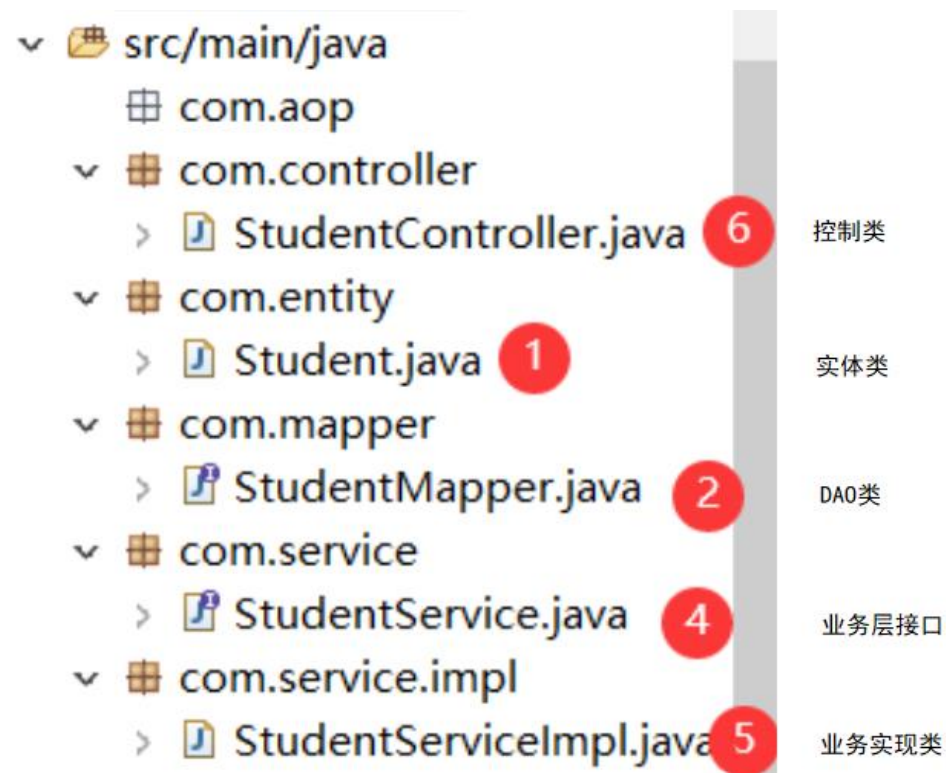 src/main/java
com.aop
com.controller
StudentController.java 6 控制类
com.entity
Student.java 1 实体类
com.mapper
StudentMapper.java 2 DAO类
com.service
StudentService.java 4 业务层接口
com.service.impl
StudentServiceImpl.java 5 业务实现类